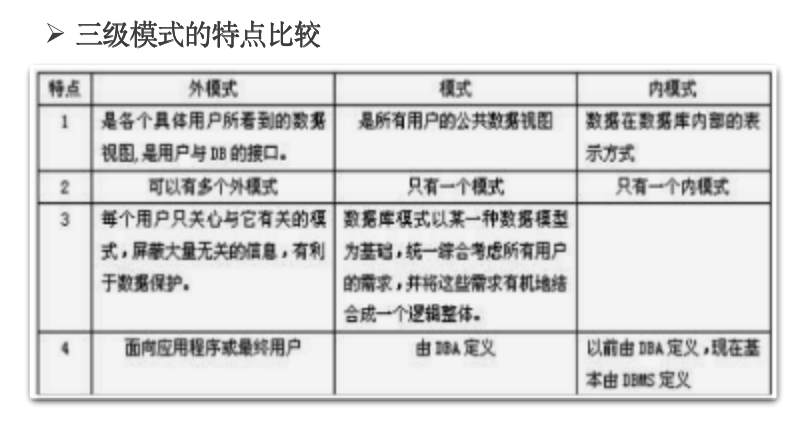 ➢ 三级模式的特点比较
特点 外模式 模式 内模式
1 是各个具体用户所看到的数据 是所有用户的公共数据视图 数据在数据库内部的表
视图,是用户与 DB 的接口。 示方式
2 可以有多个外模式 只有一个模式 只有一个内模式
3 每个用户只关心与它有关的模 数据库模式以某一种数据模型
式,屏蔽大量无关的信息,有利 为基础,统一综合考虑所有用户
于数据保护。 的需求,并将这些需求有机地结
合成一个逻辑整体。
4 面向应用程序或最终用户 由 DBA 定义 以前由 DBA 定义,现在基
本由 DBMS 定义